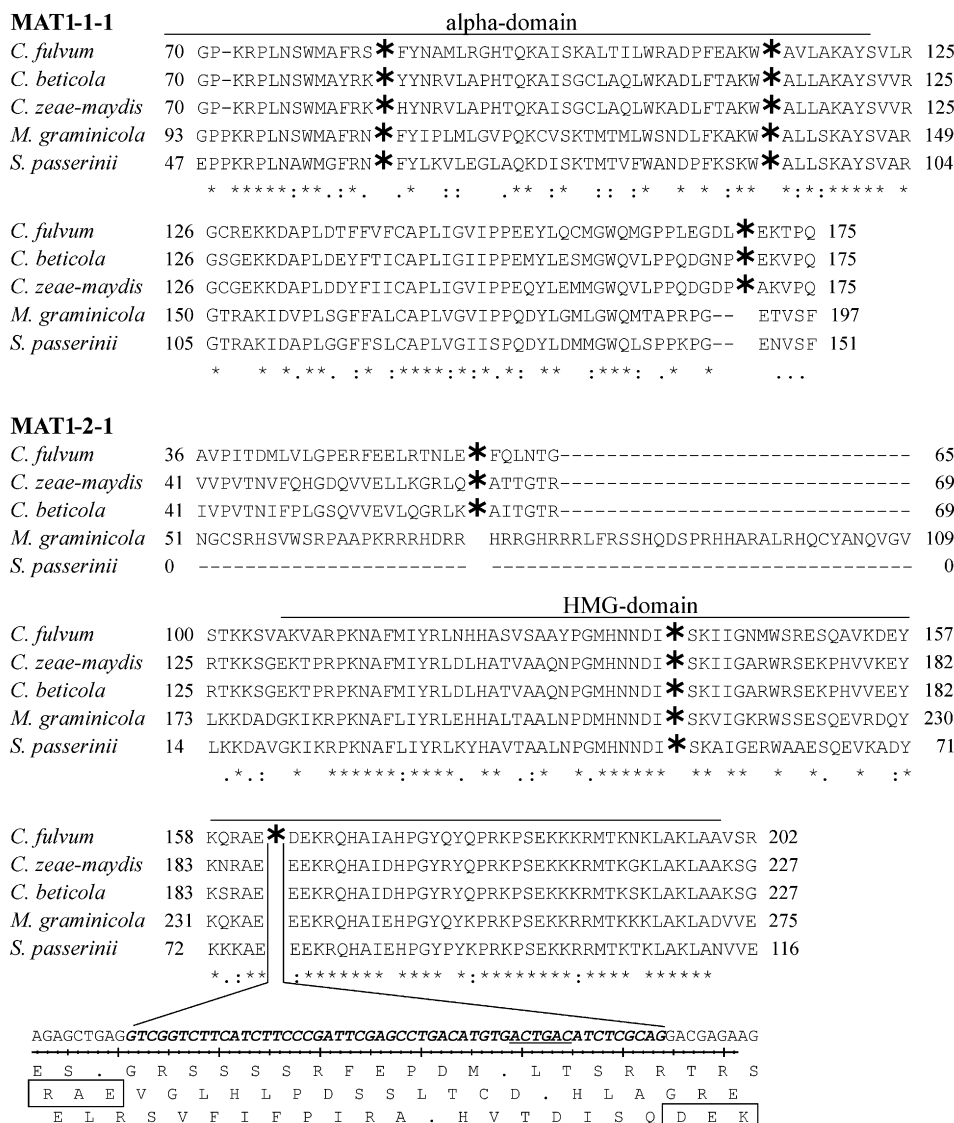 MAT1-1-1 alpha-domain
C. fulvum 70 GP-KRPLNSWMAFRS*FYNAMLRGHTQKAISKALTILWRADPFEAKW*AVLAKAYSVLR 125
C. beticola 70 GP-KRPLNSWMAYRK*YYNRVLAPHTQKAISGCLAQLWKADLFTAKW*ALLAKAYSVVR 125
C. zeae-maydis 70 GP-KRPLNSWMAFRK*HYNRVLAPHTQKAISGCLAQLWKADLFTAKW*ALLAKAYSVVR 125
M. graminicola 93 GPPKRPLNSWMAFRN*FYIPLMLGVPQKCVSKTMTMLWSNDLFKAKW*ALLSKAYSVAR 149
S. passerinii 47 EPPKRPLNAWMGFRN*FYLKVLEGLAQKDISKTMTVFWANDPFKSKW*ALLSKAYSVAR 104
* *****:**.:*. .* :: .** :* :: :* * * :** *:*:****** *
C. fulvum 126 GCREKKDAPLDTFFVFCAPLIGVIPPEEYLQCMGWQMGPPLEGDL*EKTPQ 175
C. beticola 126 GSGEKKDAPLDEYFTICAPLIGIIPPEMYLESMGWQVLPPQDGNP*EKVPQ 175
C. zeae-maydis 126 GCGEKKDAPLDDYFIICAPLIGVIPPEQYLEMMGWQVLPPQDGDP*AKVPQ 175
M. graminicola 150 GTRAKIDVPLSGFFALCAPLVGVIPPQDYLGMLGWQMTAPRPG-- ETVSF 197
S. passerinii 105 GTRAKIDAPLGGFFSLCAPLVGIISPQDYLDMMGWQLSPPKPG-- ENVSF 151
* * *.**. :* :****:*:*.*: ** :***: .* * ...
MAT1-2-1
C. fulvum 36 AVPITDMLVLGPERFEELRTNLE*FQLNTG------------------------------ 65
C. zeae-maydis 41 VVPVTNVFQHGDQVVELLKGRLQ*ATTGTR------------------------------ 69
C. beticola 41 IVPVTNIFPLGSQVVEVLQGRLK*AITGTR------------------------------ 69
M. graminicola 51 NGCSRHSVWSRPAAPKRRRHDRR HRRGHRRRLFRSSHQDSPRHHARALRHQCYANQVGV 109
S. passerinii 0 ----------------------- ------------------------------------ 0
HMG-domain
C. fulvum 100 STKKSVAKVARPKNAFMIYRLNHHASVSAAYPGMHNNDI*SKIIGNMWSRESQAVKDEY 157
C. zeae-maydis 125 RTKKSGEKTPRPKNAFMIYRLDLHATVAAQNPGMHNNDI*SKIIGARWRSEKPHVVKEY 182
C. beticola 125 RTKKSGEKTPRPKNAFMIYRLDLHATVAAQNPGMHNNDI*SKIIGARWRSEKPHVVEEY 182
M. graminicola 173 LKKDADGKIKRPKNAFLIYRLEHHALTAALNPDMHNNDI*SKVIGKRWSSESQEVRDQY 230
S. passerinii 14 LKKDAVGKIKRPKNAFLIYRLKYHAVTAALNPGMHNNDI*SKAIGERWAAESQEVKADY 71
.*.: * ******:****. ** .:* *.****** ** ** * *. * :*
C. fulvum 158 KQRAE*DEKRQHAIAHPGYQYQPRKPSEKKKRMTKNKLAKLAAVSR 202
C. zeae-maydis 183 KNRAE EEKRQHAIDHPGYRYQPRKPSEKKRRMTKGKLAKLAAKSG 227
C. beticola 183 KSRAE EEKRQHAIDHPGYRYQPRKPSEKKRRMTKGKLAKLAAKSG 227
M. graminicola 231 KQKAE EEKRQHAIEHPGYQYKPRKPSEKKRRMTKKKLAKLADVVE 275
S. passerinii 72 KKKAE EEKRQHAIEHPGYPYKPRKPSEKKRRMTKTKLAKLANVVE 116
*.:** :******* **** *:********:**** ******
AGAGCTGAGGTCGGTCTTCATCTTCCCGATTCGAGCCTGACATGTGACTGACATCTCGCAGGACGAGAAG
E S . G R S S S S R F E P D M . L T S R R T R S
R A E V G L H L P D S S L T C D . H L A G R E
E L R S V F I F P I R A . H V T D I S Q D E K